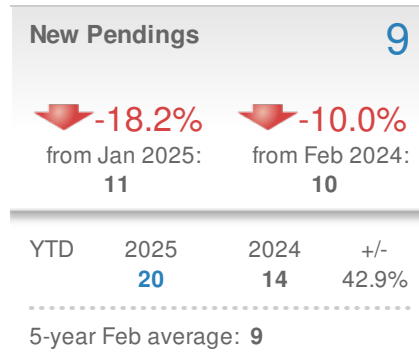 New Pendings 9
-18.2% -10.0%
from Jan 2025: from Feb 2024:
11 10
YTD 2025 2024 +/-
20 14 42.9%
5-year Feb average: 9